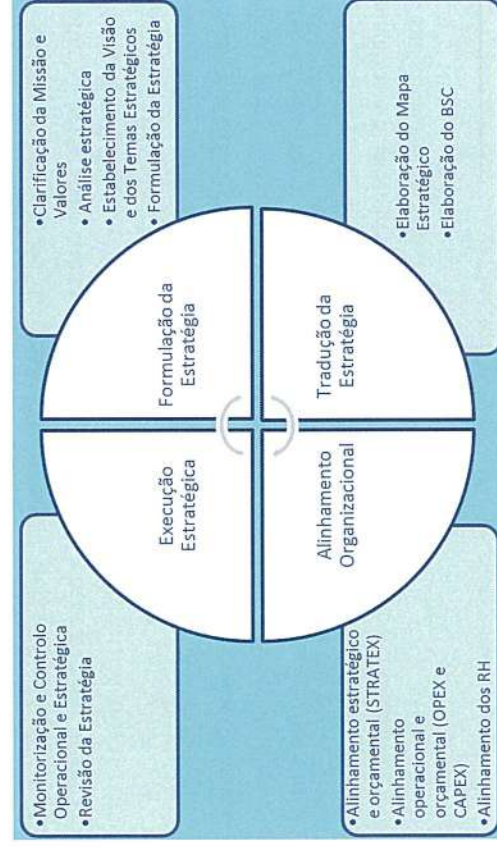 • Monitorização e Controlo
Operacional e Estratégica
• Revisão da Estratégia
• Clarificação da Missão e
Valores
• Análise estratégica
• Estabelecimento da Visão
e dos Temas Estratégicos
• Formulação da Estratégia
Execução
Estratégica
Formulação da
Estratégia
Alinhamento
Organizacional
Tradução da
Estratégia
• Alinhamento estratégico
e orçamental (STRATEX)
• Alinhamento
operacional e
orçamental (OPEX e
CAPEX)
• Alinhamento dos RH
• Elaboração do Mapa
Estratégico
• Elaboração do BSC